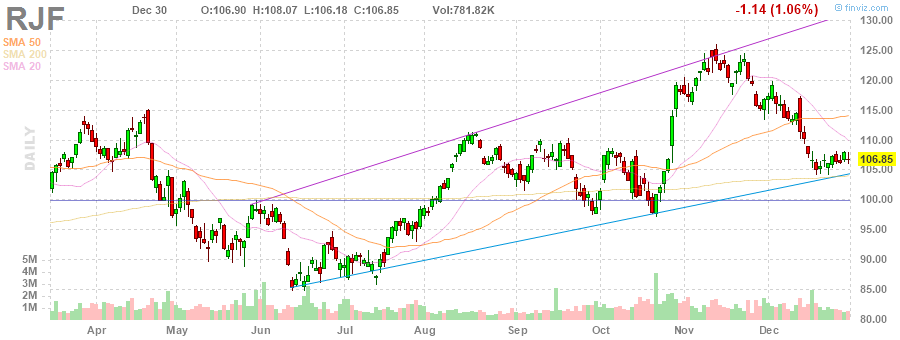 RJF Dec 30 O:106.90 H:108.07 L:106.18 C:106.85 Vol:781.82K -1.14 (1.06%)
© finviz.com
SMA 50
SMA 200
SMA 20
DAILY
130.00
125.00
120.00
115.00
110.00
106.85
105.00
100.00
95.00
90.00
85.00
80.00
5M
4M
3M
2M
1M
Apr May Jun Jul Aug Sep Oct Nov Dec